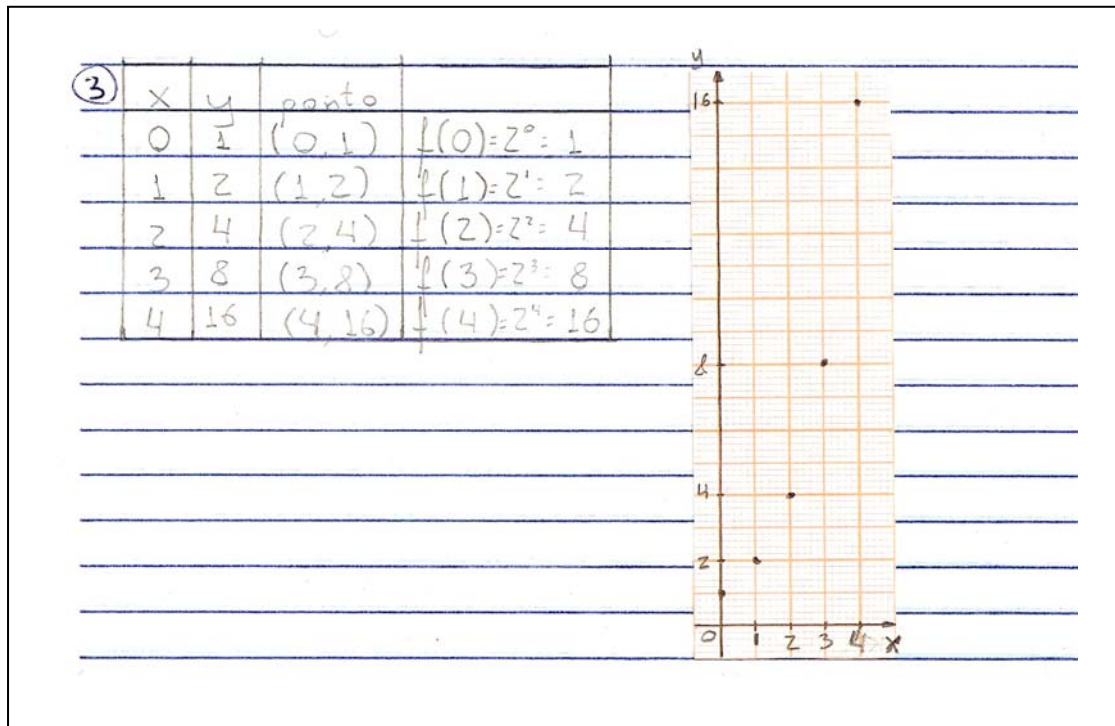 3
x y ponto
0 1 (0,1) f(0)=2⁰= 1
1 2 (1,2) f(1)=2¹= 2
2 4 (2,4) f(2)=2²= 4
3 8 (3,8) f(3)=2³= 8
4 16 (4,16) f(4)=2⁴= 16
y
16
8
4
2
0 1 2 3 4 x